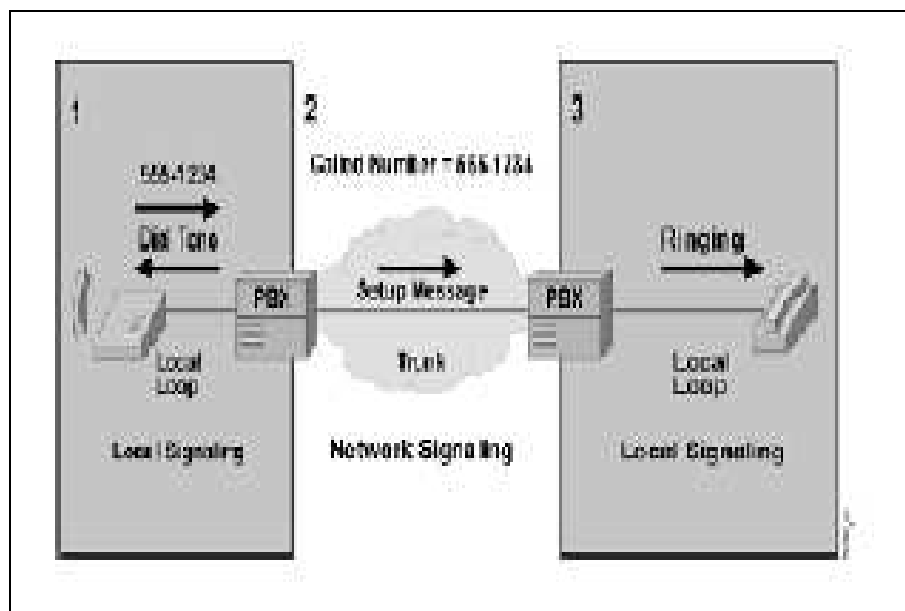 1
2
3
555-1234
Called Number = 555-1234
Dial Tone
Ringing
PBX
Setup Message
PBX
Trunk
Local
Loop
Local
Loop
Local Signaling
Network Signaling
Local Signaling